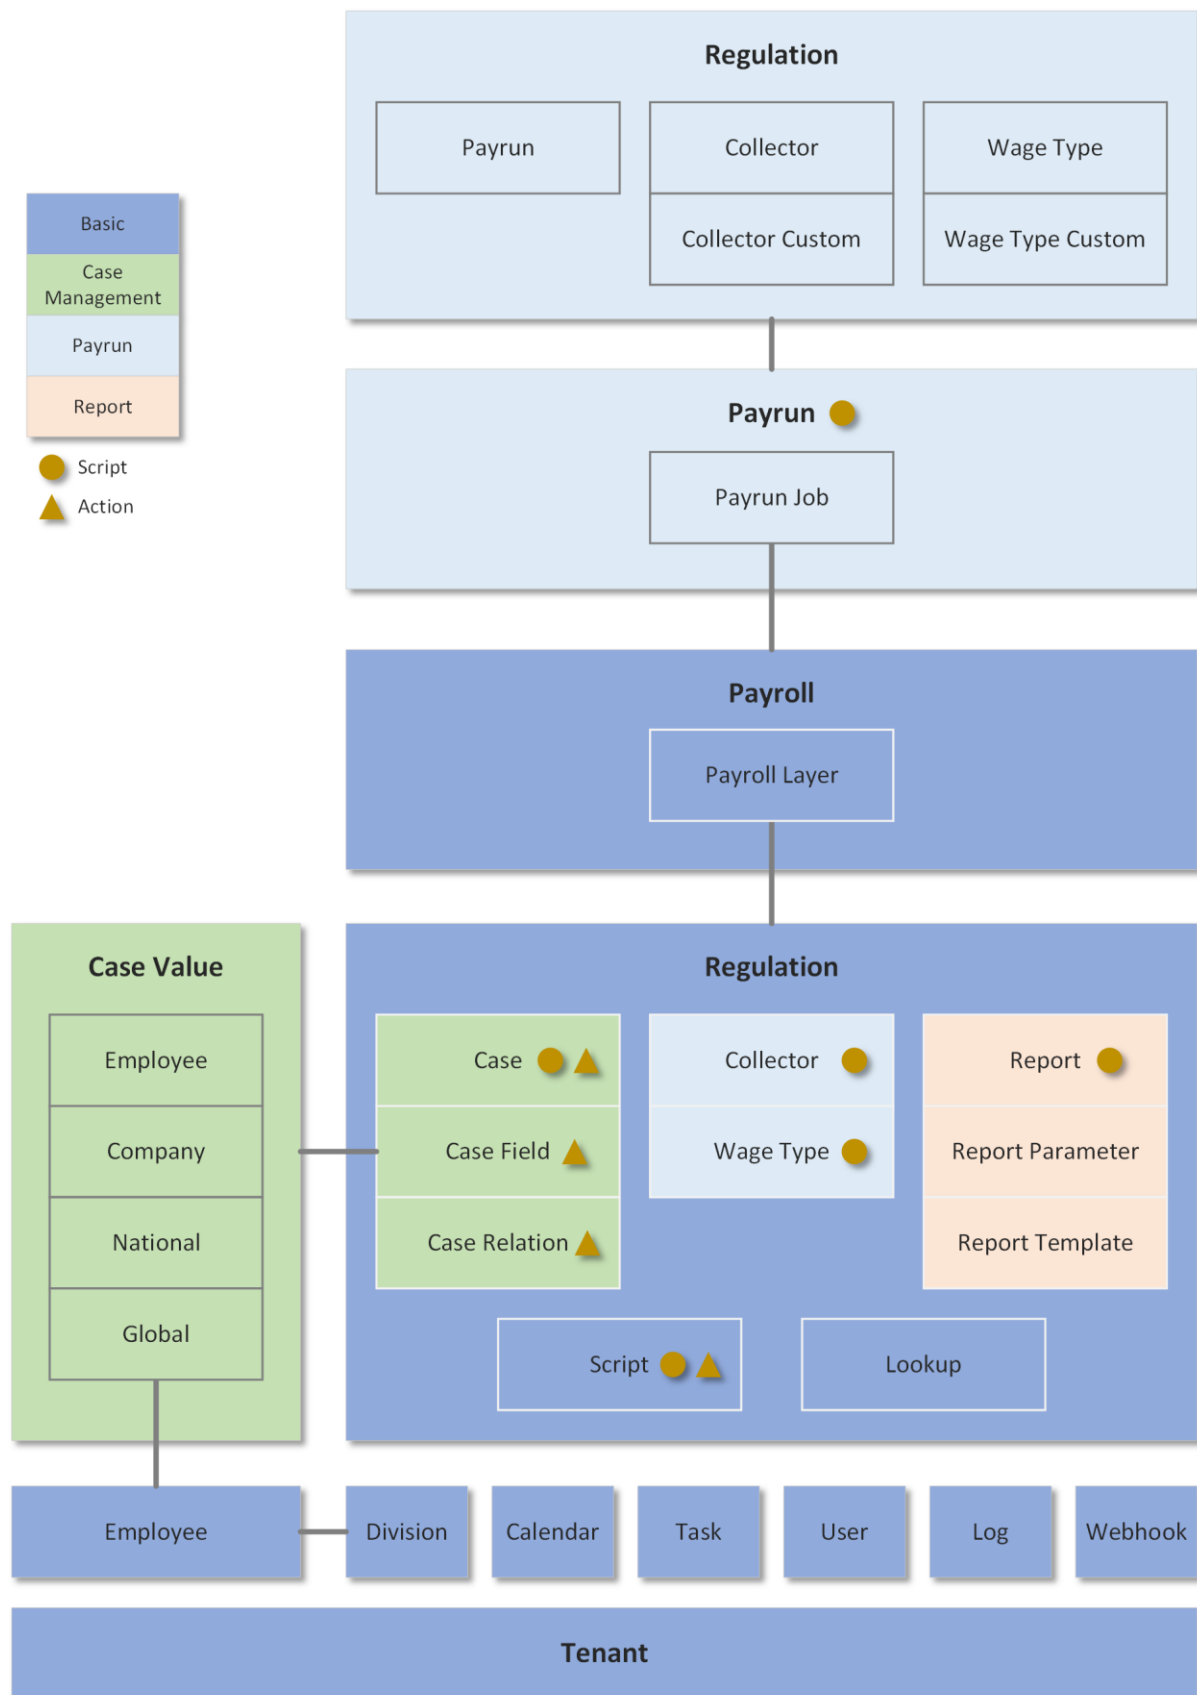 Regulation
Payrun
Collector
Wage Type
Collector Custom
Wage Type Custom
Basic
Case
Management
Payrun
Report
Script
Action
Payrun
Payrun Job
Payroll
Payroll Layer
Case Value
Employee
Company
National
Global
Regulation
Case
Case Field
Case Relation
Collector
Wage Type
Report
Report Parameter
Report Template
Script
Lookup
Employee
Division
Calendar
Task
User
Log
Webhook
Tenant